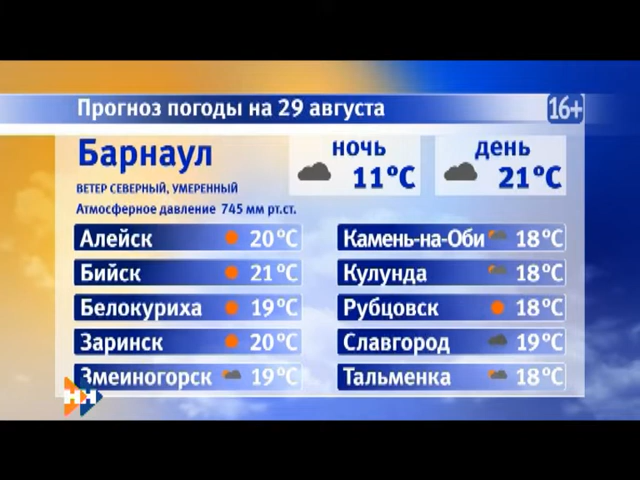 Прогноз погоды на 29 августа
16+
Барнаул
ночь
день
11°C
21°C
ВЕТЕР СЕВЕРНЫЙ, УМЕРЕННЫЙ
Атмосферное давление 745 мм рт.ст.
Алейск 20°C
Бийск 21°C
Белокуриха 19°C
Заринск 20°C
Змеиногорск 19°C
Камень-на-Оби 18°C
Кулунда 18°C
Рубцовск 18°C
Славгород 19°C
Тальменка 18°C
НН